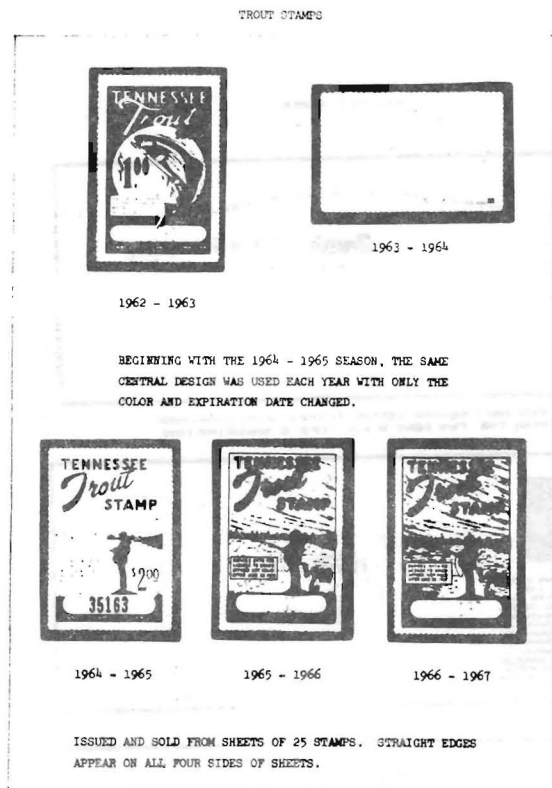 TROUT STAMPS
TENNESSEE
Trout
$1.00
1962 - 1963
1963 - 1964
BEGINNING WITH THE 1964 - 1965 SEASON, THE SAME
CENTRAL DESIGN WAS USED EACH YEAR WITH ONLY THE
COLOR AND EXPIRATION DATE CHANGED.
TENNESSEE
Trout
STAMP
$2.00
35163
1964 - 1965
TENNESSEE
Trout
STAMP
1965 - 1966
TENNESSEE
Trout
STAMP
1966 - 1967
ISSUED AND SOLD FROM SHEETS OF 25 STAMPS. STRAIGHT EDGES
APPEAR ON ALL FOUR SIDES OF SHEETS.